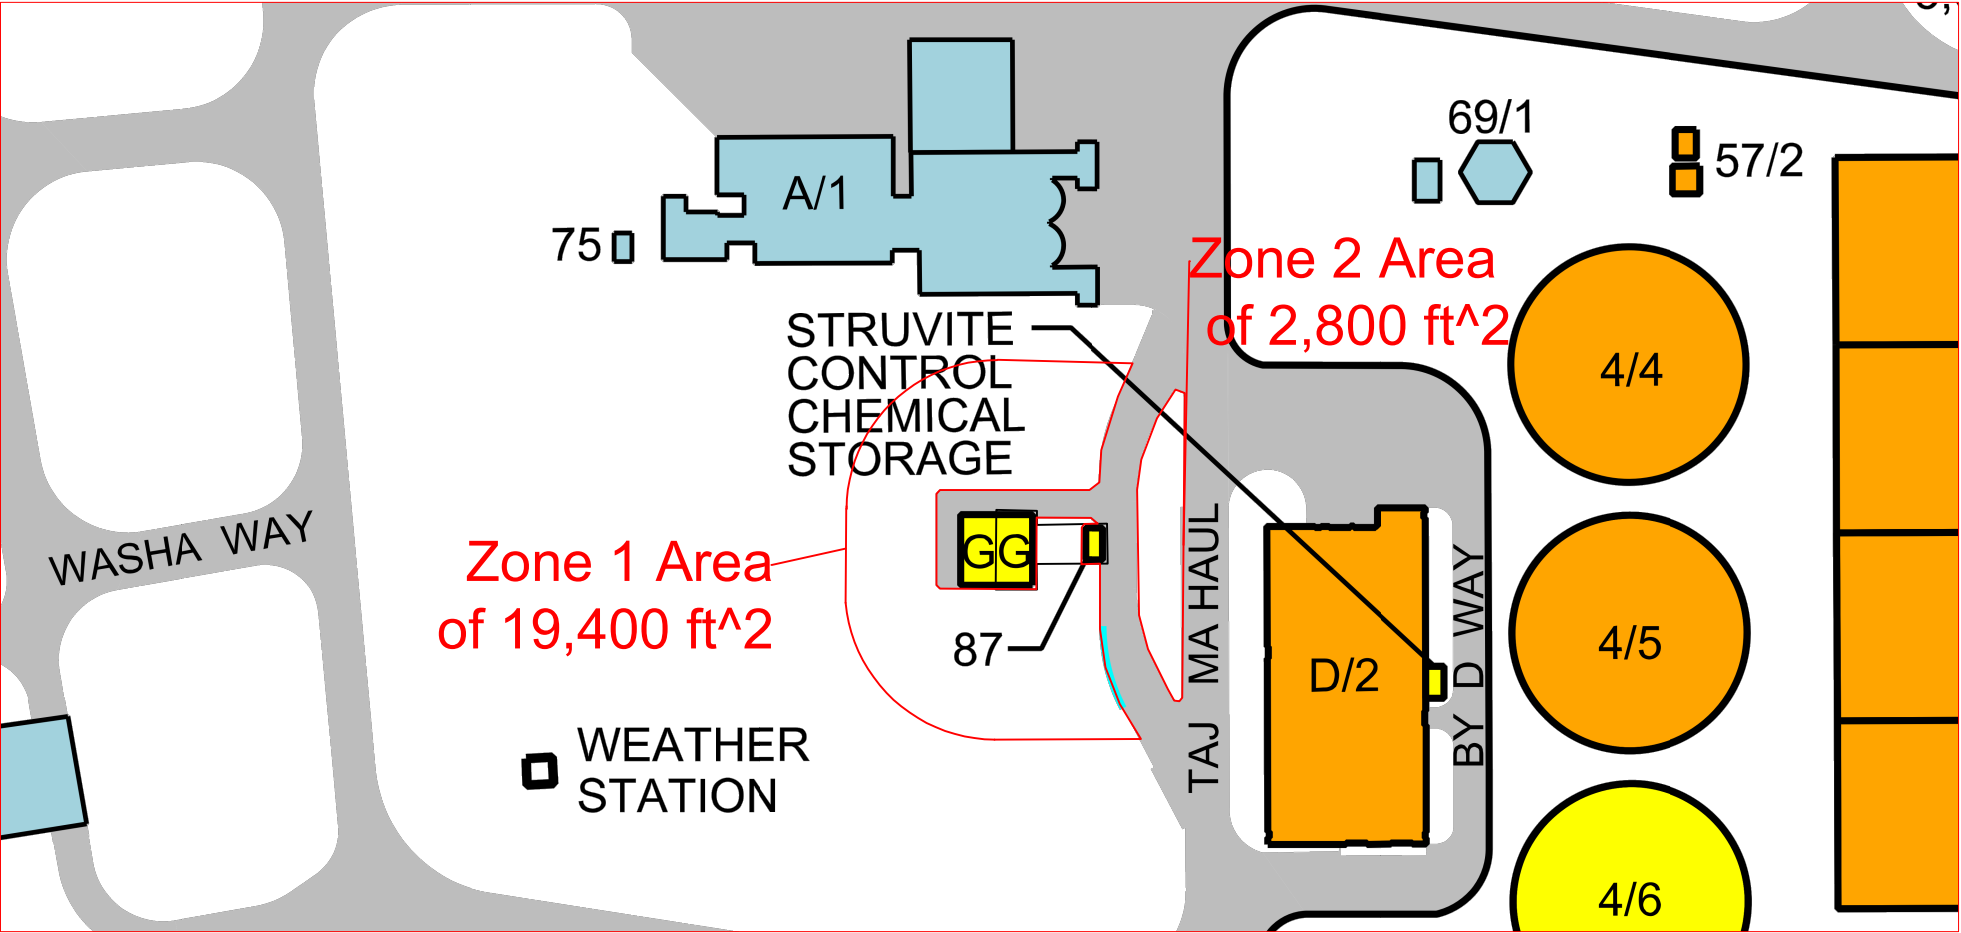 69/1
57/2
A/1
75
Zone 2 Area
of 2,800 ft^2
STRUVITE
CONTROL
CHEMICAL
STORAGE
4/4
WASHA WAY
Zone 1 Area
of 19,400 ft^2
GG
87
TAJ MA HAUL
D/2
BY D WAY
4/5
WEATHER
STATION
4/6